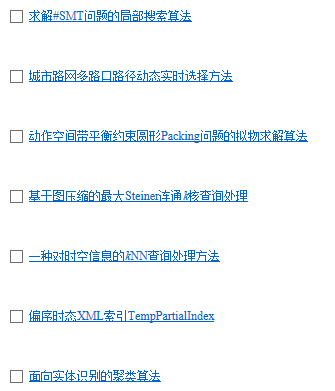 求解#SMT问题的局部搜索算法
城市路网多路口路径动态实时选择方法
动作空间带平衡约束圆形Packing问题的拟物求解算法
基于图压缩的最大Steiner连通k核查询处理
一种对时空信息的kNN查询处理方法
偏序时态XML索引TempPartialIndex
面向实体识别的聚类算法